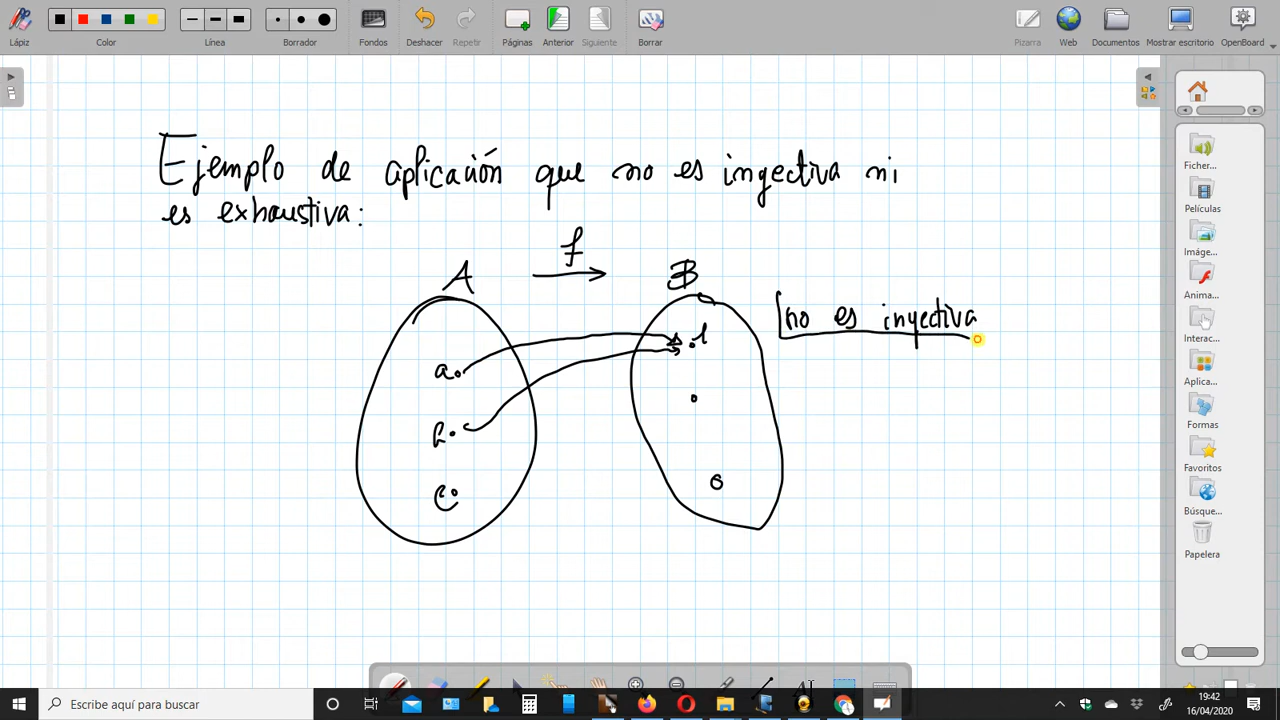 Lápiz Color Línea Borrador Fondos Deshacer Repetir Páginas Anterior Siguiente Borrar Pizarra Web Documentos Mostrar escritorio OpenBoard
Ejemplo de aplicación que no es inyectiva ni
es exhaustiva:
f
A B
no es inyectiva
1
a
b
c
Ficher...
Películas
Imáge...
Anima...
Interac...
Aplica...
Formas
Favoritos
Búsque...
Papelera
Escribe aquí para buscar
19:42
16/04/2020